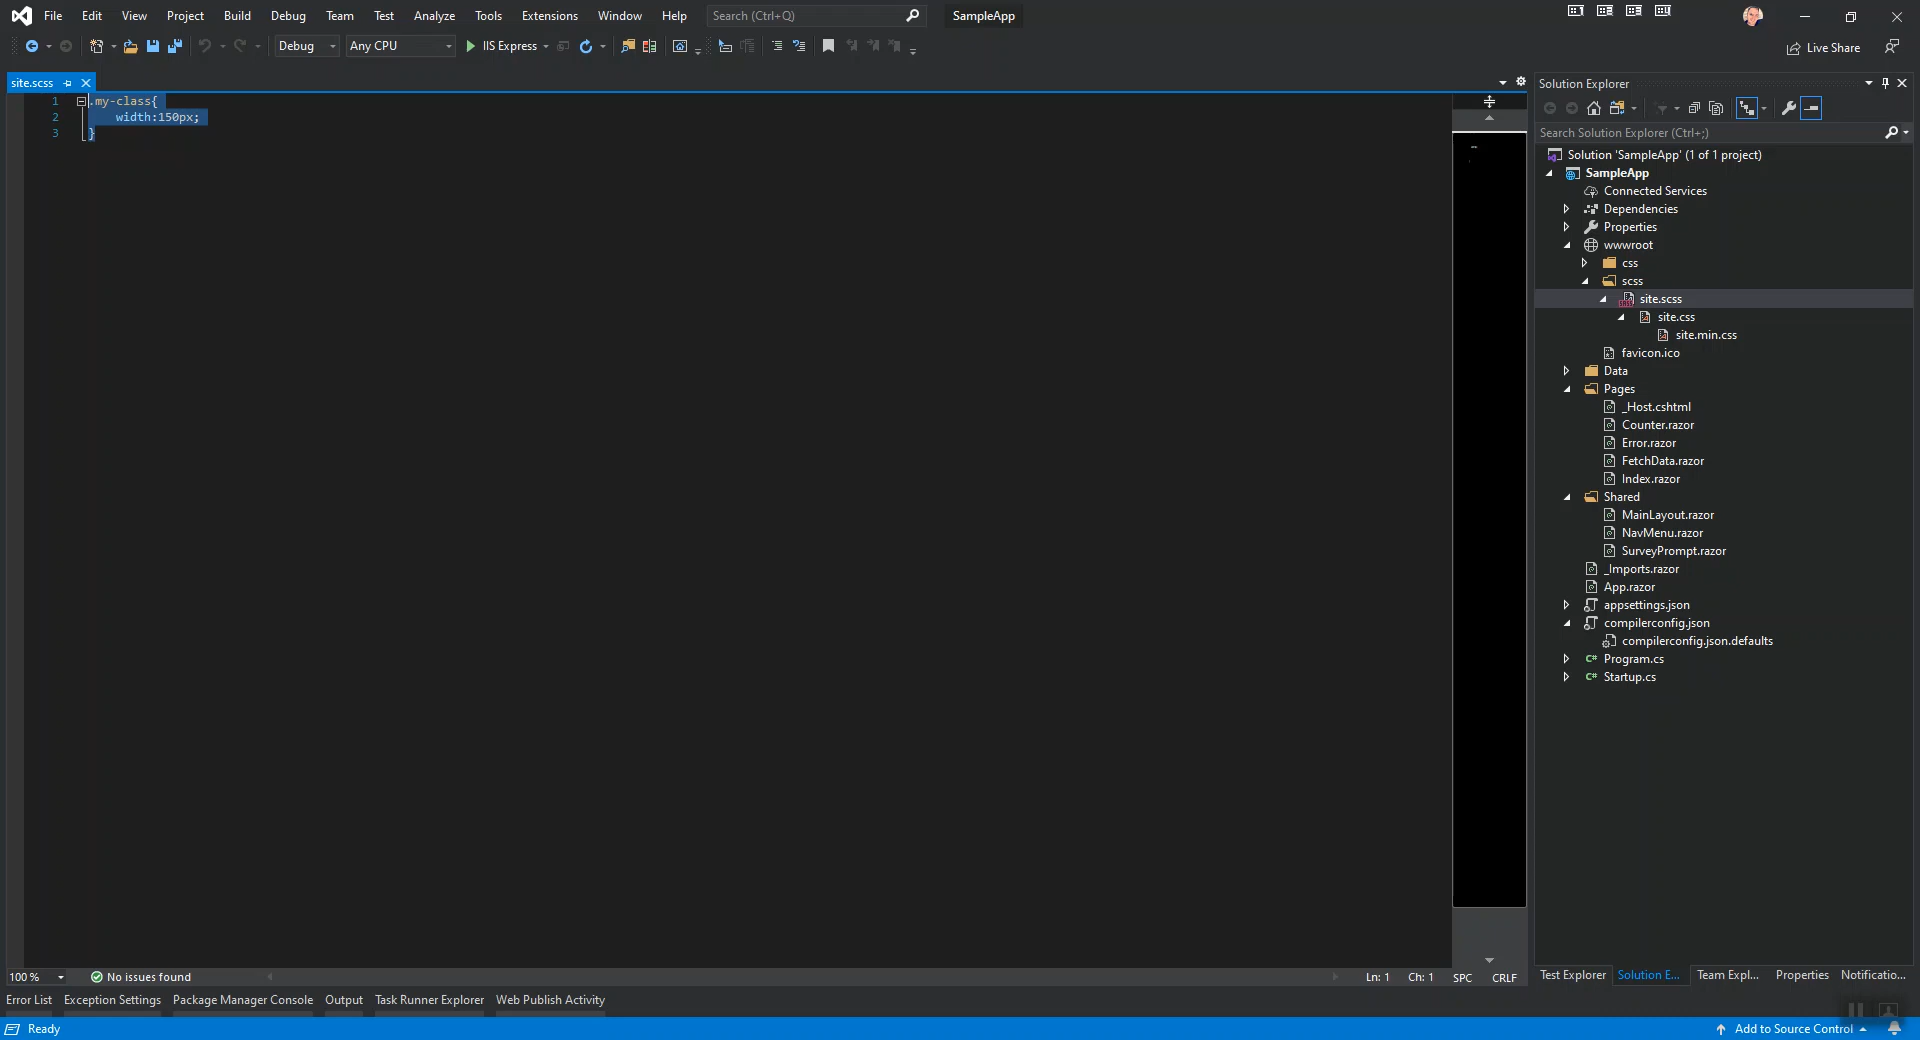 File Edit View Project Build Debug Team Test Analyze Tools Extensions Window Help Search (Ctrl+Q) SampleApp
Debug Any CPU IIS Express Live Share
site.scss
1 .my-class{
2 width:150px;
3 }
Solution Explorer
Search Solution Explorer (Ctrl+;)
Solution 'SampleApp' (1 of 1 project)
SampleApp
Connected Services
Dependencies
Properties
wwwroot
css
scss
site.scss
site.css
site.min.css
favicon.ico
Data
Pages
_Host.cshtml
Counter.razor
Error.razor
FetchData.razor
Index.razor
Shared
MainLayout.razor
NavMenu.razor
SurveyPrompt.razor
_Imports.razor
App.razor
appsettings.json
compilerconfig.json
compilerconfig.json.defaults
C# Program.cs
C# Startup.cs
100 % No issues found Ln: 1 Ch: 1 SPC CRLF
Test Explorer Solution E... Team Expl... Properties Notificatio...
Error List Exception Settings Package Manager Console Output Task Runner Explorer Web Publish Activity
Ready Add to Source Control